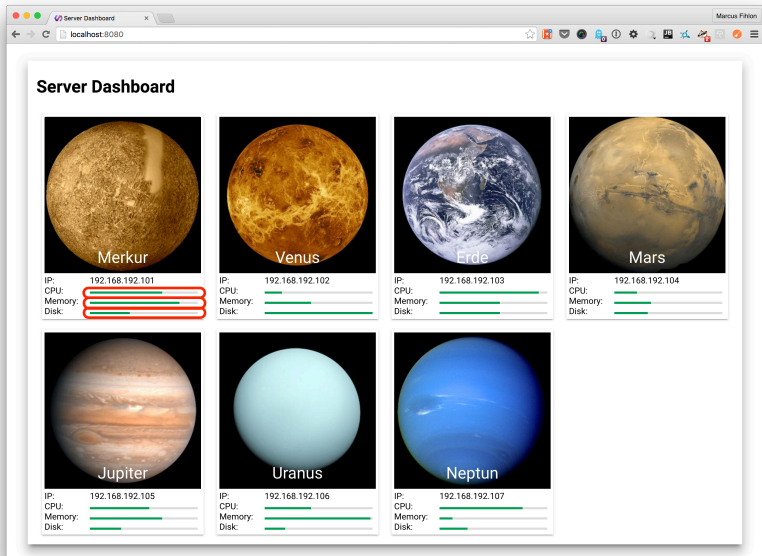 Server Dashboard
Marcus Fihlon
localhost:8080
Server Dashboard
Merkur
IP: 192.168.192.101
CPU:
Memory:
Disk:
Venus
IP: 192.168.192.102
CPU:
Memory:
Disk:
Erde
IP: 192.168.192.103
CPU:
Memory:
Disk:
Mars
IP: 192.168.192.104
CPU:
Memory:
Disk:
Jupiter
IP: 192.168.192.105
CPU:
Memory:
Disk:
Uranus
IP: 192.168.192.106
CPU:
Memory:
Disk:
Neptun
IP: 192.168.192.107
CPU:
Memory:
Disk: